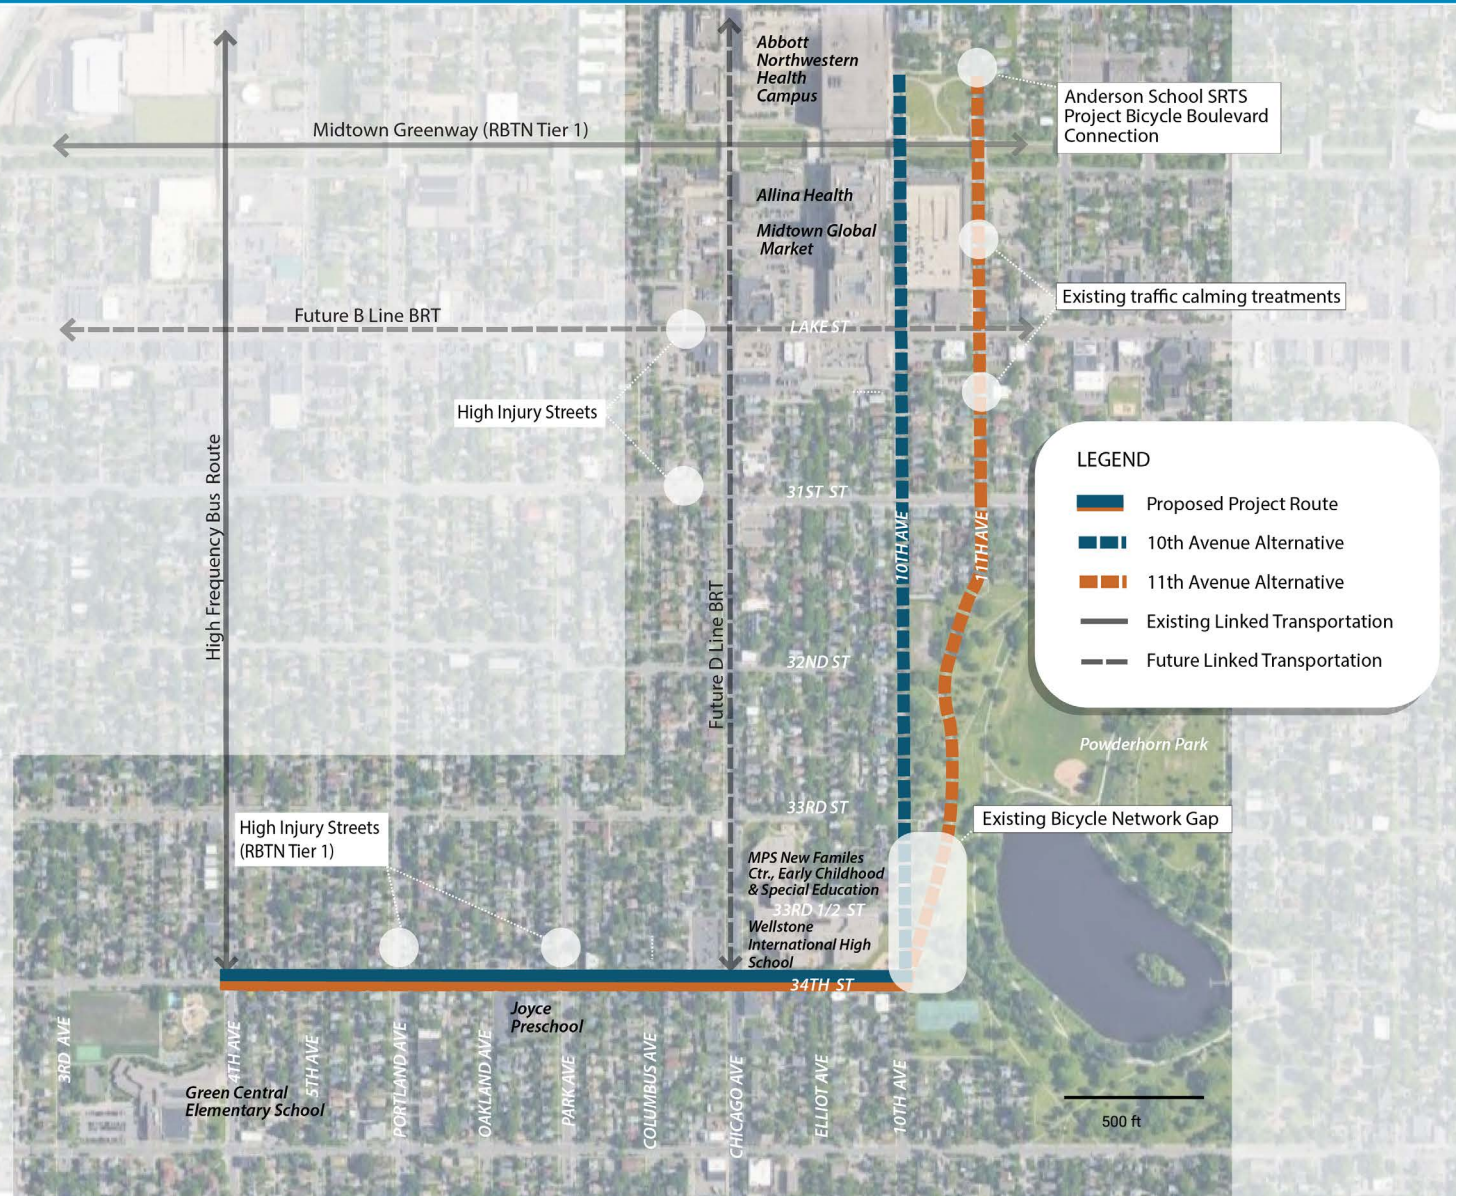 Abbott
Northwestern
Health
Campus
Anderson School SRTS
Project Bicycle Boulevard
Connection
Midtown Greenway (RBTN Tier 1)
Allina Health
Midtown Global
Market
Existing traffic calming treatments
Future B Line BRT
LAKE ST
High Injury Streets
High Frequency Bus Route
Future D Line BRT
31ST ST
10TH AVE
11TH AVE
LEGEND
Proposed Project Route
10th Avenue Alternative
11th Avenue Alternative
Existing Linked Transportation
Future Linked Transportation
32ND ST
Powderhorn Park
33RD ST
Existing Bicycle Network Gap
High Injury Streets
(RBTN Tier 1)
MPS New Familes
Ctr., Early Childhood
& Special Education
33RD 1/2 ST
Wellstone
International High
School
34TH ST
Joyce
Preschool
3RD AVE
4TH AVE
5TH AVE
PORTLAND AVE
OAKLAND AVE
PARK AVE
COLUMBUS AVE
CHICAGO AVE
ELLIOT AVE
10TH AVE
Green Central
Elementary School
500 ft